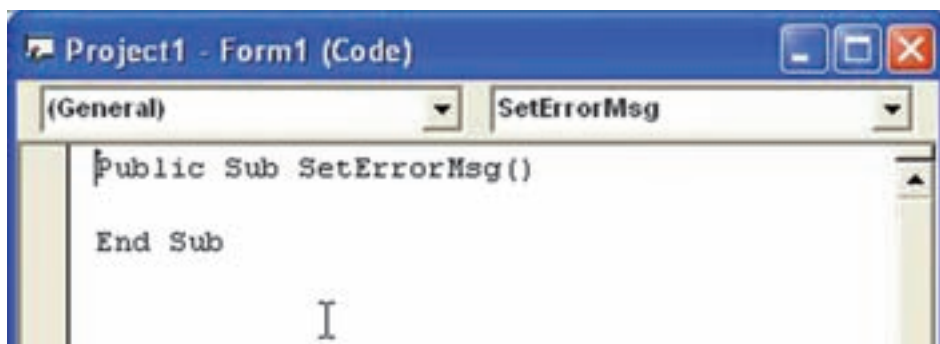 Project1 - Form1 (Code)
(General) SetErrorMsg
Public Sub SetErrorMsg()
End Sub